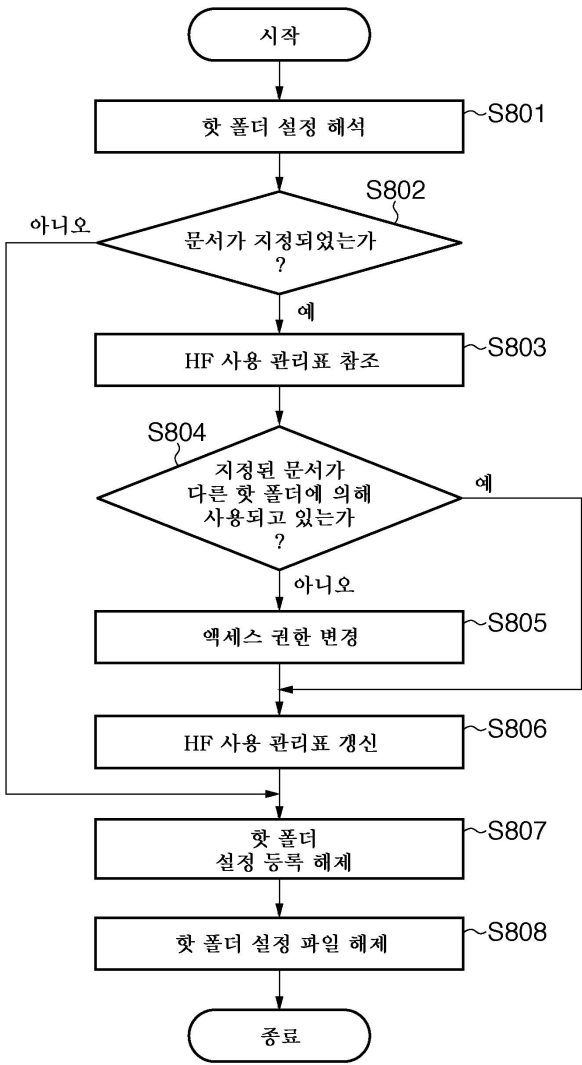 시작
핫 폴더 설정 해석
S801
S802
아니오
문서가 지정되었는가
?
예
HF 사용 관리표 참조
S803
S804
지정된 문서가
다른 핫 폴더에 의해
사용되고 있는가
?
예
아니오
액세스 권한 변경
S805
HF 사용 관리표 갱신
S806
핫 폴더
설정 등록 해제
S807
핫 폴더 설정 파일 해제
S808
종료